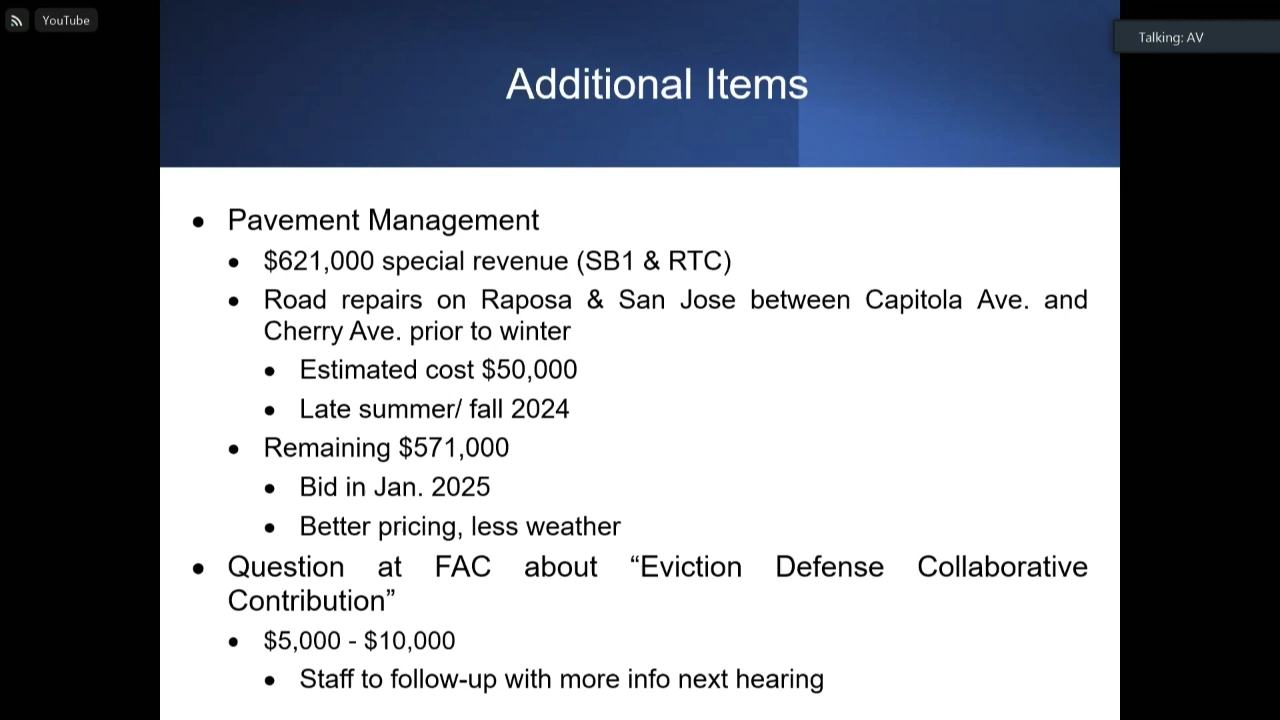 YouTube
Talking: AV
Additional Items
• Pavement Management
• $621,000 special revenue (SB1 & RTC)
• Road repairs on Raposa & San Jose between Capitola Ave. and
Cherry Ave. prior to winter
• Estimated cost $50,000
• Late summer/ fall 2024
• Remaining $571,000
• Bid in Jan. 2025
• Better pricing, less weather
• Question at FAC about “Eviction Defense Collaborative
Contribution”
• $5,000 - $10,000
• Staff to follow-up with more info next hearing